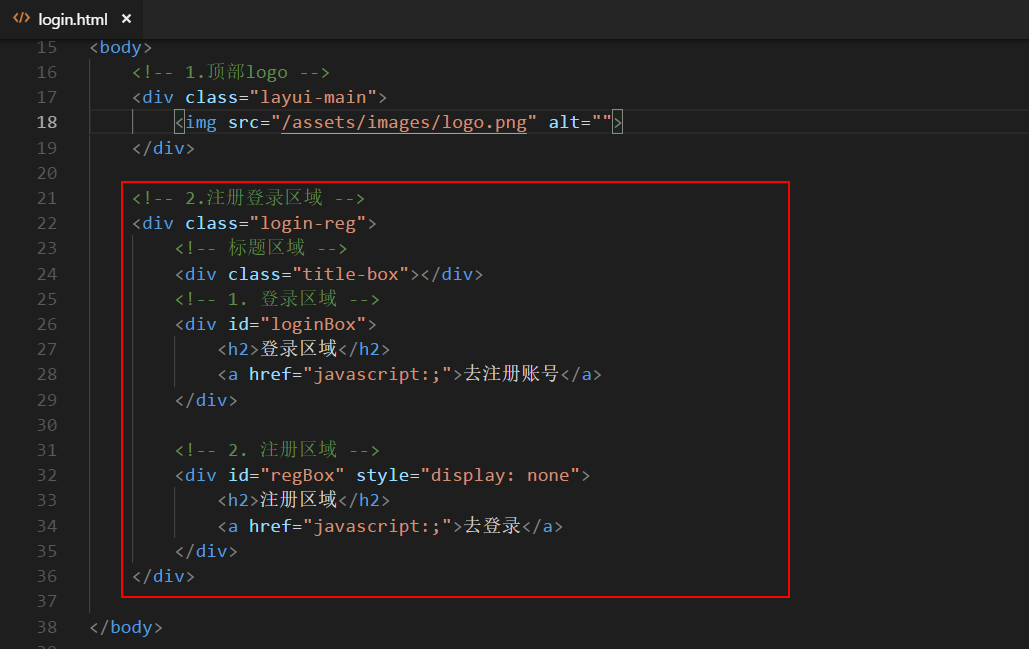 login.html ×
15 <body>
16 <!-- 1.顶部logo -->
17 <div class="layui-main">
18 <img src="/assets/images/logo.png" alt="">
19 </div>
20
21 <!-- 2.注册登录区域 -->
22 <div class="login-reg">
23 <!-- 标题区域 -->
24 <div class="title-box"></div>
25 <!-- 1. 登录区域 -->
26 <div id="loginBox">
27 <h2>登录区域</h2>
28 <a href="javascript:;">去注册账号</a>
29 </div>
30
31 <!-- 2. 注册区域 -->
32 <div id="regBox" style="display: none">
33 <h2>注册区域</h2>
34 <a href="javascript:;">去登录</a>
35 </div>
36 </div>
37
38 </body>